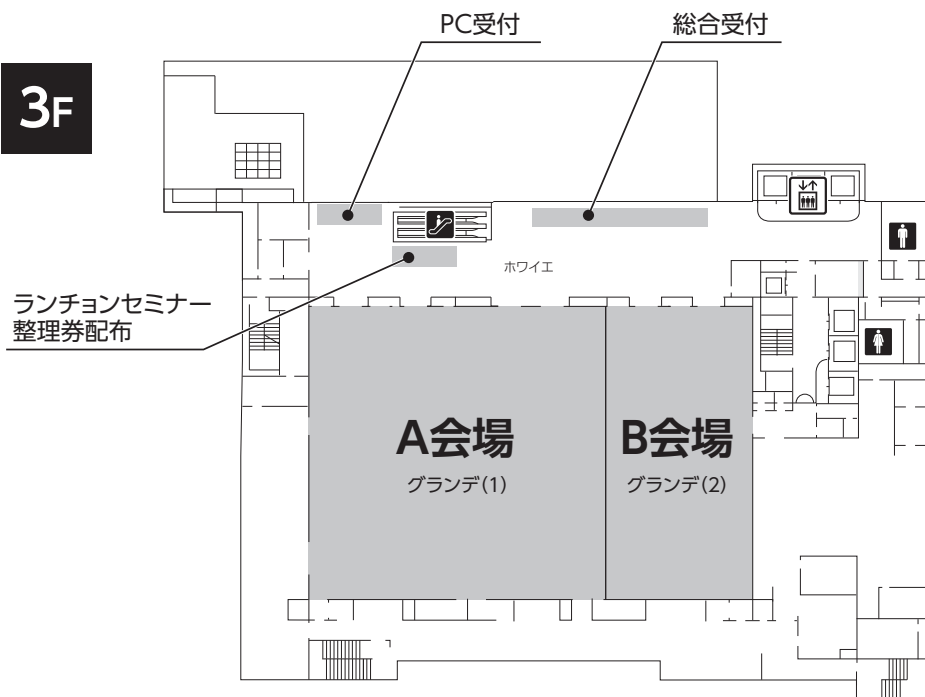 PC受付
総合受付
3F
ホワイエ
ランチョンセミナー
整理券配布
A会場
グランデ(1)
B会場
グランデ(2)